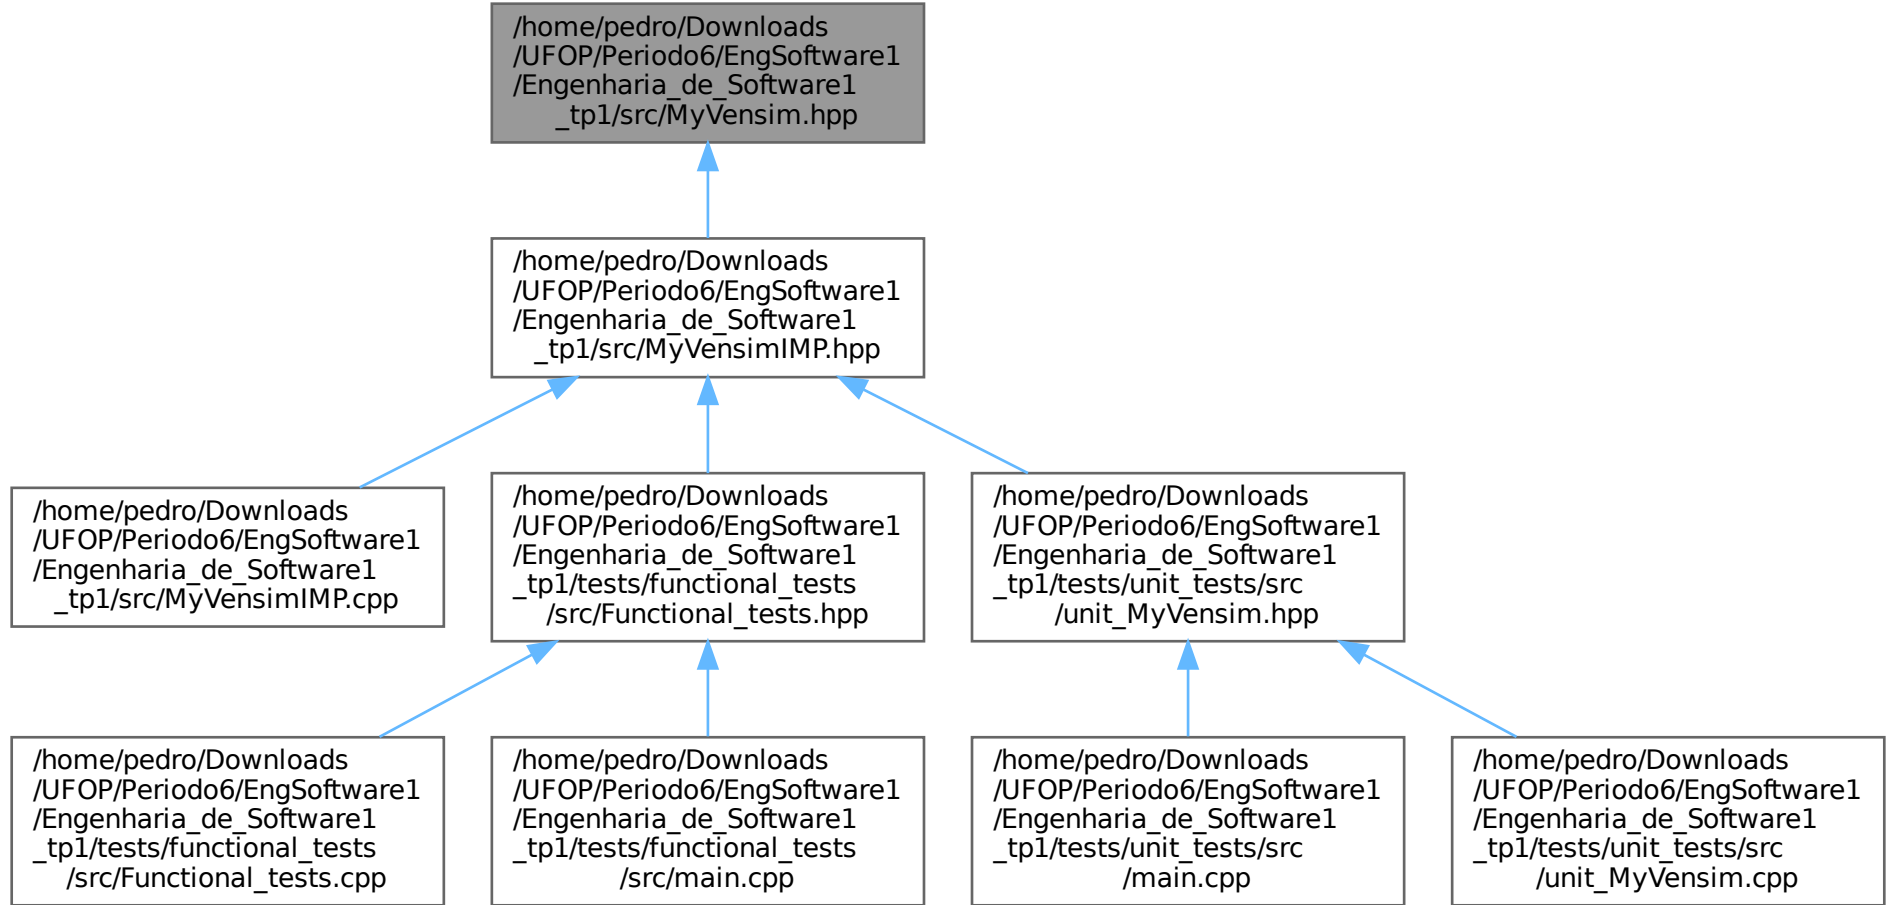 /home/pedro/Downloads
/UFOP/Periodo6/EngSoftware1
/Engenharia_de_Software1
_tp1/src/MyVensim.hpp
/home/pedro/Downloads
/UFOP/Periodo6/EngSoftware1
/Engenharia_de_Software1
_tp1/src/MyVensimIMP.hpp
/home/pedro/Downloads
/UFOP/Periodo6/EngSoftware1
/Engenharia_de_Software1
_tp1/src/MyVensimIMP.cpp
/home/pedro/Downloads
/UFOP/Periodo6/EngSoftware1
/Engenharia_de_Software1
_tp1/tests/functional_tests
/src/Functional_tests.hpp
/home/pedro/Downloads
/UFOP/Periodo6/EngSoftware1
/Engenharia_de_Software1
_tp1/tests/unit_tests/src
/unit_MyVensim.hpp
/home/pedro/Downloads
/UFOP/Periodo6/EngSoftware1
/Engenharia_de_Software1
_tp1/tests/functional_tests
/src/Functional_tests.cpp
/home/pedro/Downloads
/UFOP/Periodo6/EngSoftware1
/Engenharia_de_Software1
_tp1/tests/functional_tests
/src/main.cpp
/home/pedro/Downloads
/UFOP/Periodo6/EngSoftware1
/Engenharia_de_Software1
_tp1/tests/unit_tests/src
/main.cpp
/home/pedro/Downloads
/UFOP/Periodo6/EngSoftware1
/Engenharia_de_Software1
_tp1/tests/unit_tests/src
/unit_MyVensim.cpp